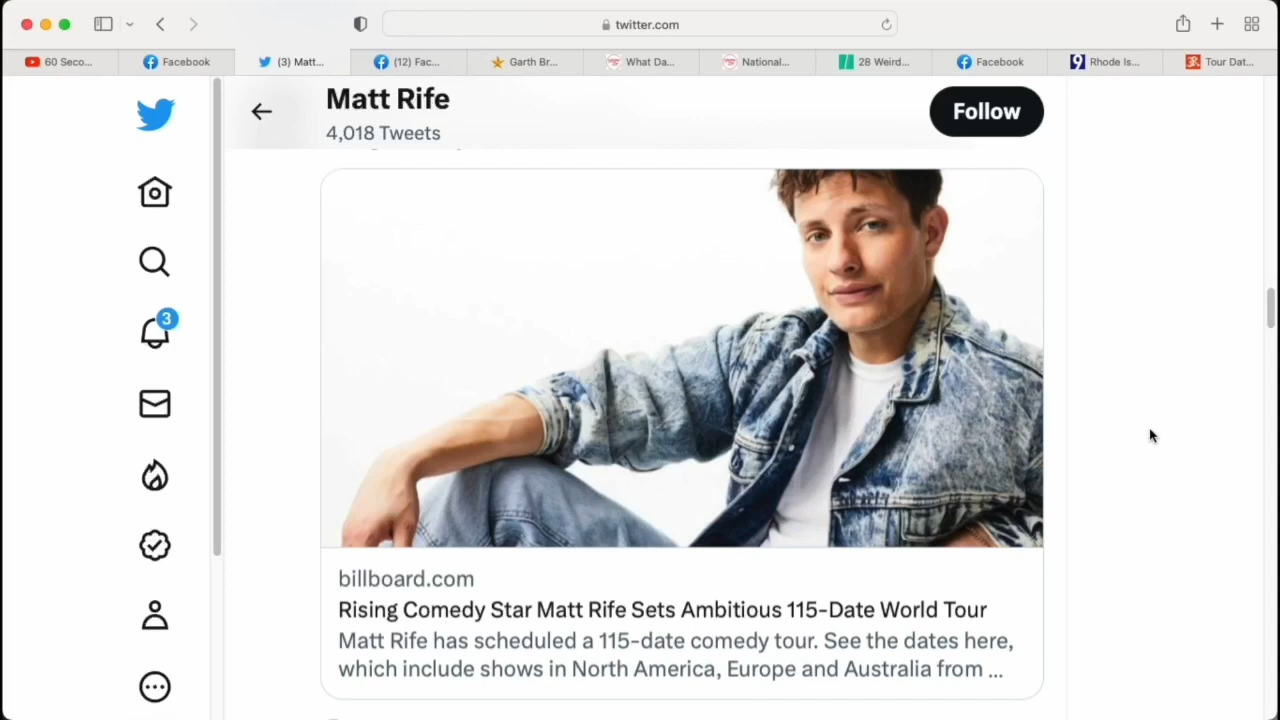 twitter.com
60 Seco...
Facebook
(3) Matt...
(12) Fac...
Garth Br...
What Da...
National...
28 Weird...
Facebook
9
Rhode Is...
Tour Dat...
Matt Rife
4,018 Tweets
Follow
3
billboard.com
Rising Comedy Star Matt Rife Sets Ambitious 115-Date World Tour
Matt Rife has scheduled a 115-date comedy tour. See the dates here,
which include shows in North America, Europe and Australia from ...